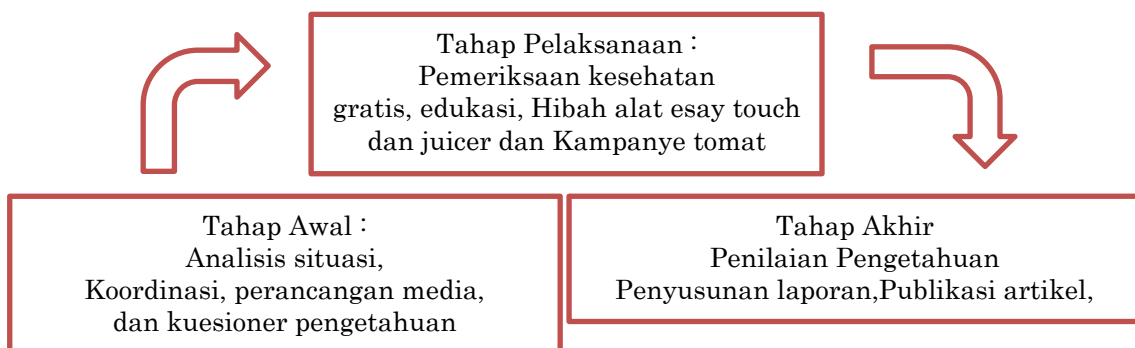 Tahap Pelaksanaan :
Pemeriksaan kesehatan
gratis, edukasi, Hibah alat esay touch
dan juicer dan Kampanye tomat
Tahap Awal :
Analisis situasi,
Koordinasi, perancangan media,
dan kuesioner pengetahuan
Tahap Akhir
Penilaian Pengetahuan
Penyusunan laporan,Publikasi artikel,